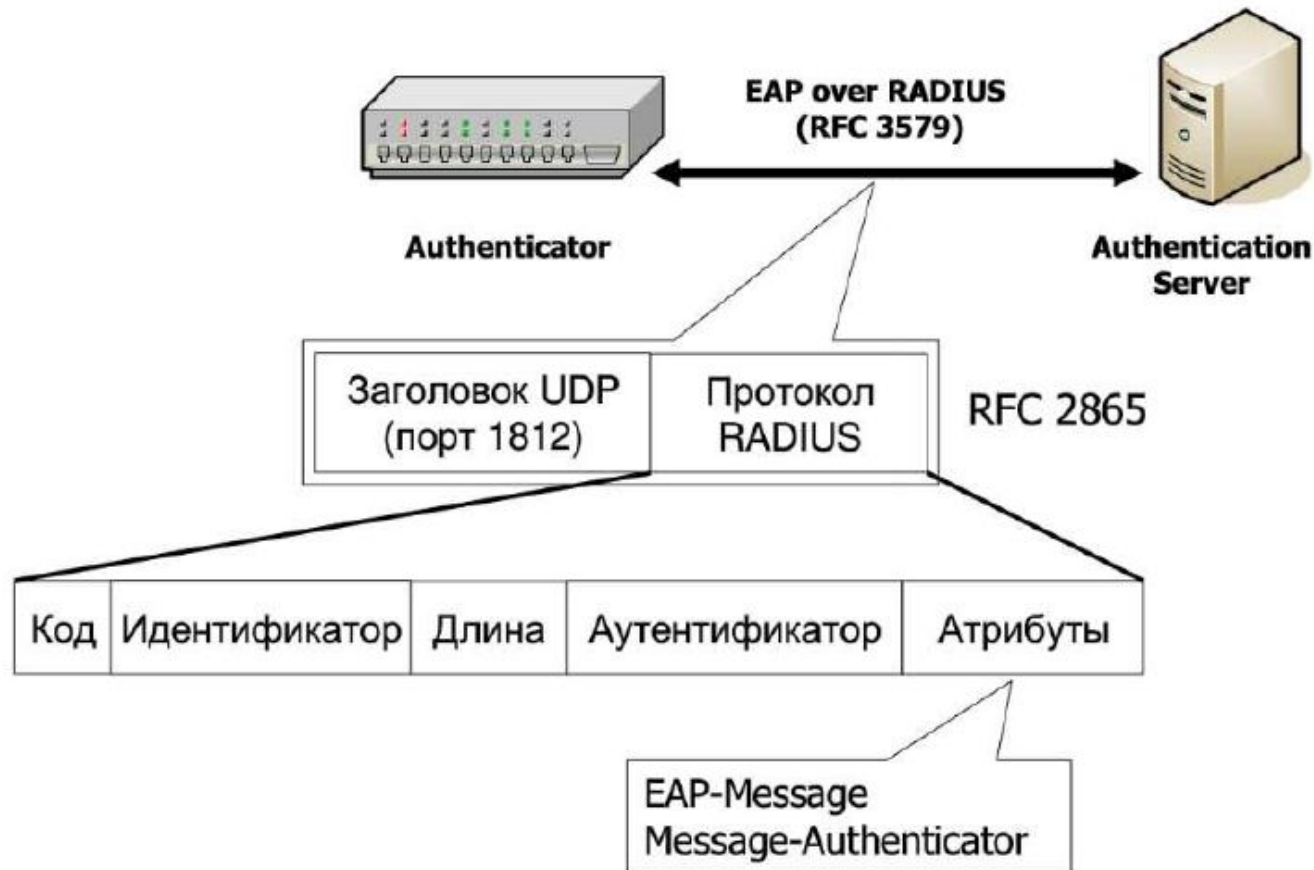 EAP over RADIUS
(RFC 3579)
Authenticator
Authentication
Server
Заголовок UDP
(порт 1812)
Протокол
RADIUS
RFC 2865
Код
Идентификатор
Длина
Аутентификатор
Атрибуты
EAP-Message
Message-Authenticator